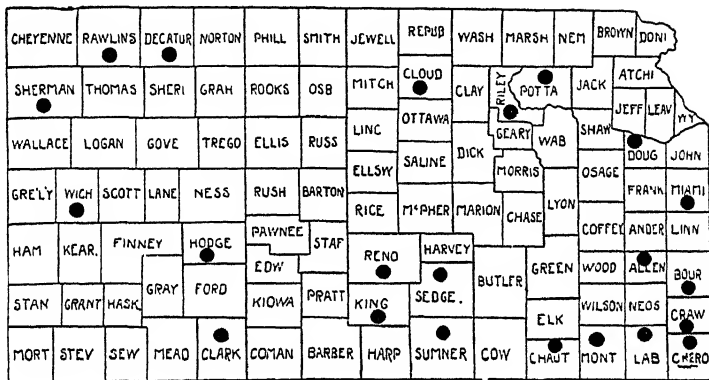 CHEYENNE RAWLINS DECATUR NORTON PHILL SMITH JEWELL REPUB WASH MARSH NEM BROWN DONI
SHERMAN THOMAS SHERI GRAH ROOKS OSB MITCH CLOUD CLAY RILEY POTTA JACK ATCHI
JEFF LEAV WY
WALLACE LOGAN GOVE TREGO ELLIS RUSS LINC OTTAWA GEARY WAB SHAW
DOUG JOHN
ELLSW SALINE DICK MORRIS OSAGE
GRE'L'Y WICH SCOTT LANE NESS RUSH BARTON RICE McPHER MARION CHASE LYON FRANK MIAMI
COFFEY ANDER LINN
HAM KEAR. FINNEY HODGE PAWNEE STAF RENO HARVEY
EDW SEDGE. BUTLER GREEN WOOD ALLEN BOUR
STAN GRANT HASK. GRAY FORD KIOWA PRATT KING ELK WILSON NEOS CRAW
MORT STEV SEW MEAD CLARK COMAN BARBER HARP SUMNER COW CHAUT MONT LAB CHERO